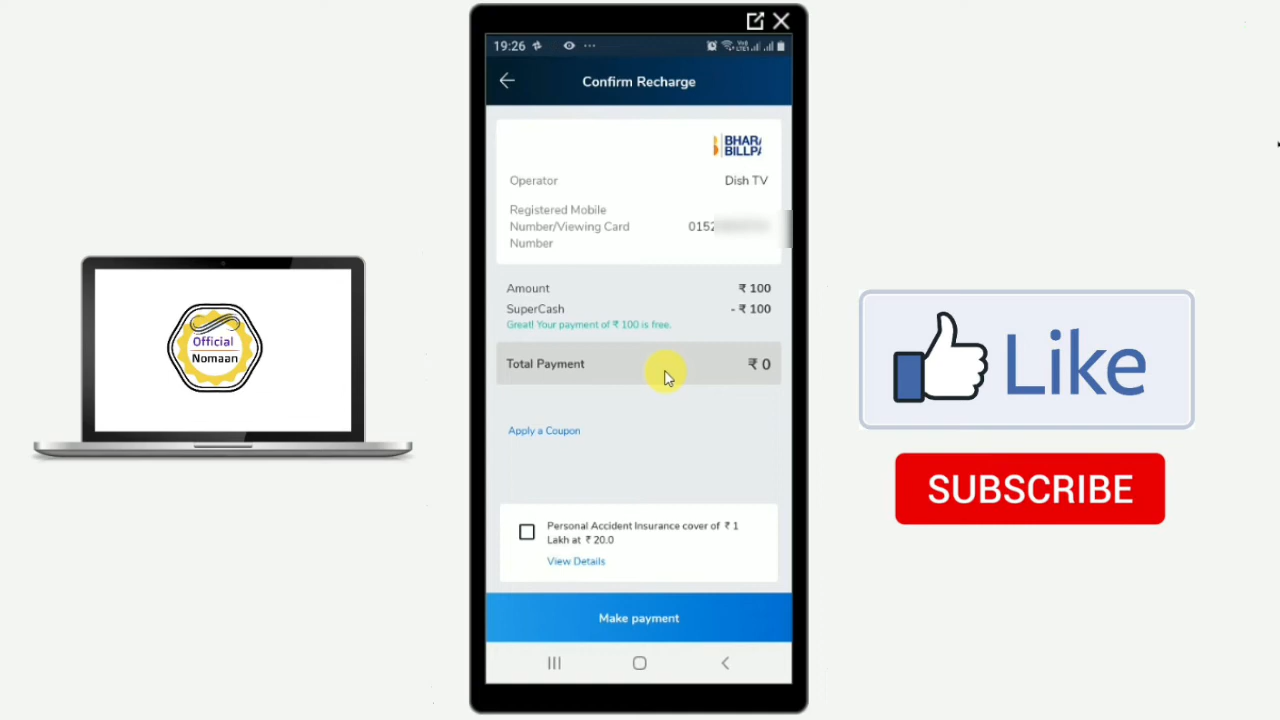 19:26
Confirm Recharge
BHAR
BILLP
Operator
Dish TV
Registered Mobile
Number/Viewing Card
Number
0152
Amount
₹ 100
SuperCash
- ₹ 100
Great! Your payment of ₹ 100 is free.
Total Payment
₹ 0
Apply a Coupon
Personal Accident Insurance cover of ₹ 1
Lakh at ₹ 20.0
View Details
Make payment
Official
Nomaan
Like
SUBSCRIBE